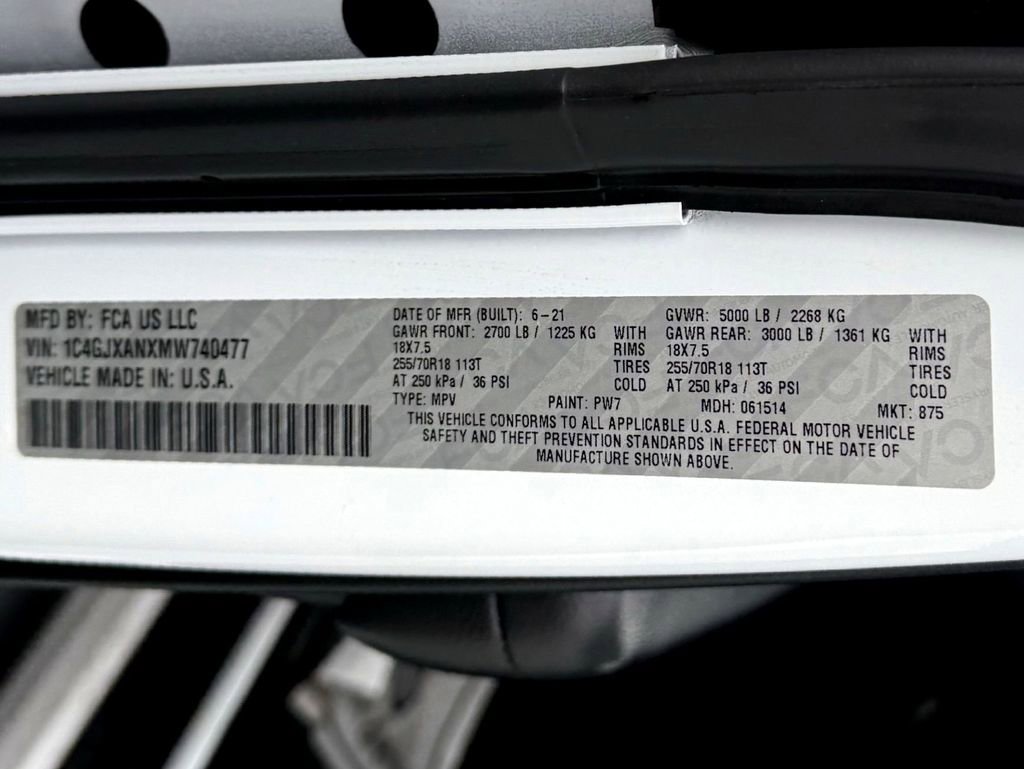 MFD BY: FCA US LLC
VIN: 1C4GJXANXMW740477
VEHICLE MADE IN: U.S.A.
DATE OF MFR (BUILT): 6-21
GAWR FRONT: 2700 LB / 1225 KG WITH
18X7.5 RIMS
255/70R18 113T TIRES
AT 250 kPa / 36 PSI COLD
GVWR: 5000 LB / 2268 KG
GAWR REAR: 3000 LB / 1361 KG WITH
18X7.5 RIMS
255/70R18 113T TIRES
AT 250 kPa / 36 PSI COLD
TYPE: MPV PAINT: PW7 MDH: 061514 MKT: 875
THIS VEHICLE CONFORMS TO ALL APPLICABLE U.S.A. FEDERAL MOTOR VEHICLE
SAFETY AND THEFT PREVENTION STANDARDS IN EFFECT ON THE DATE OF
MANUFACTURE SHOWN ABOVE.